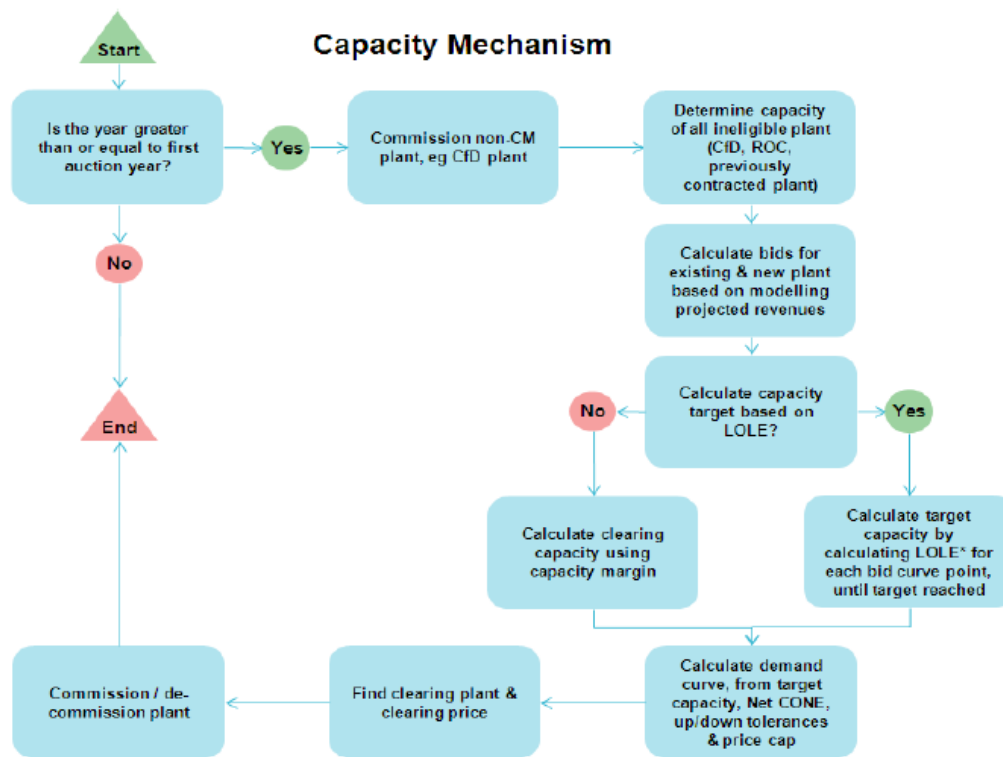 Capacity Mechanism
Start
Is the year greater
than or equal to first
auction year?
Yes
Commission non-CM
plant, eg CfD plant
Determine capacity
of all ineligible plant
(CfD, ROC,
previously
contracted plant)
No
Calculate bids for
existing & new plant
based on modelling
projected revenues
End
No
Calculate capacity
target based on
LOLE?
Yes
Calculate clearing
capacity using
capacity margin
Calculate target
capacity by
calculating LOLE* for
each bid curve point,
until target reached
Commission / de-
commission plant
Find clearing plant &
clearing price
Calculate demand
curve, from target
capacity, Net CONE,
up/down tolerances
& price cap